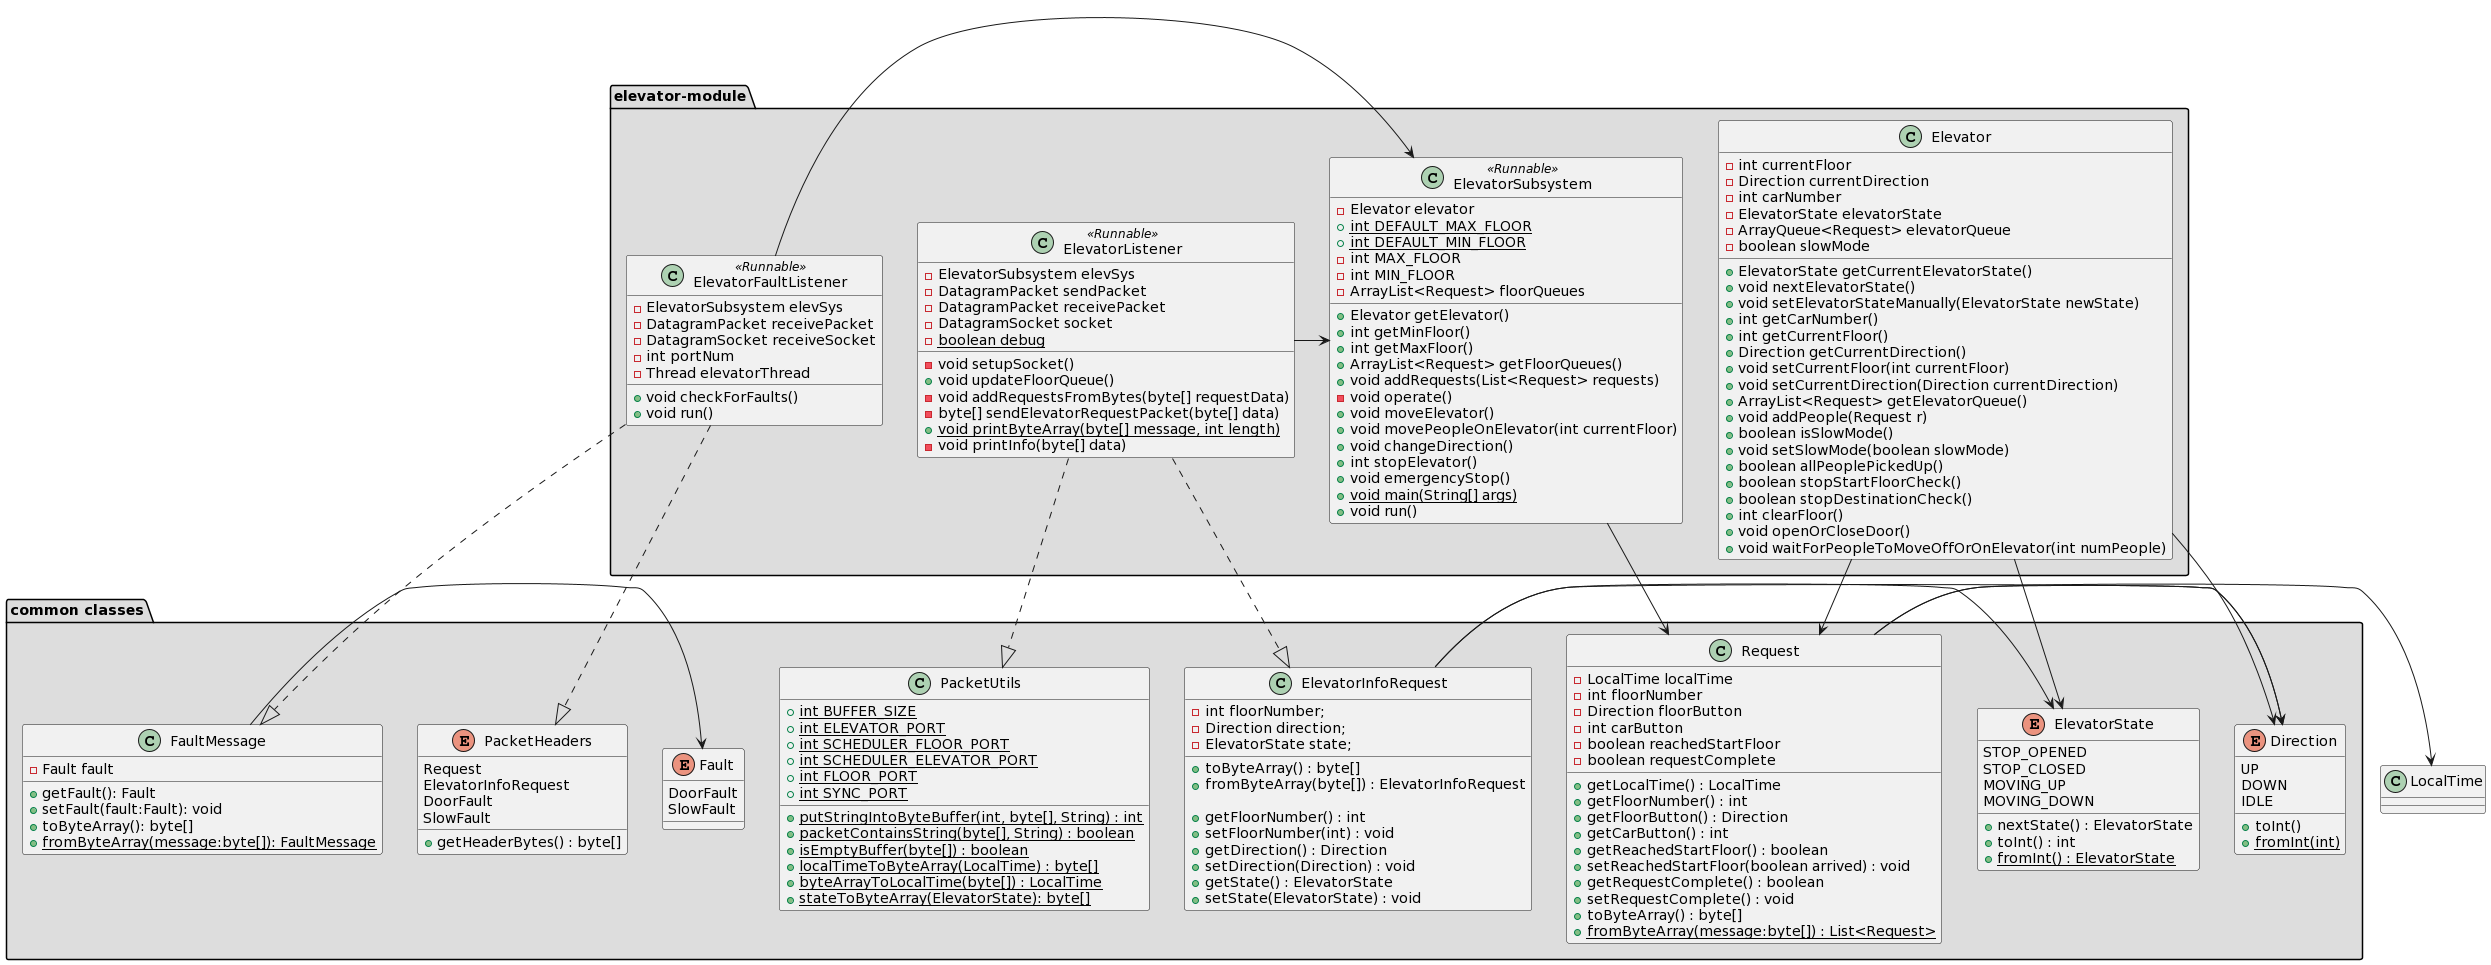 elevator-module
C Elevator
int currentFloor
Direction currentDirection
int carNumber
ElevatorState elevatorState
ArrayQueue<Request> elevatorQueue
boolean slowMode
ElevatorState getCurrentElevatorState()
void nextElevatorState()
void setElevatorStateManually(ElevatorState newState)
int getCarNumber()
int getCurrentFloor()
Direction getCurrentDirection()
void setCurrentFloor(int currentFloor)
void setCurrentDirection(Direction currentDirection)
ArrayList<Request> getElevatorQueue()
void addPeople(Request r)
boolean isSlowMode()
void setSlowMode(boolean slowMode)
boolean allPeoplePickedUp()
boolean stopStartFloorCheck()
boolean stopDestinationCheck()
int clearFloor()
void openOrCloseDoor()
void waitForPeopleToMoveOffOrOnElevator(int numPeople)
«Runnable»
C ElevatorSubsystem
Elevator elevator
int DEFAULT_MAX_FLOOR
int DEFAULT_MIN_FLOOR
int MAX_FLOOR
int MIN_FLOOR
ArrayList<Request> floorQueues
Elevator getElevator()
int getMinFloor()
int getMaxFloor()
ArrayList<Request> getFloorQueues()
void addRequests(List<Request> requests)
void operate()
void moveElevator()
void movePeopleOnElevator(int currentFloor)
void changeDirection()
int stopElevator()
void emergencyStop()
void main(String[] args)
void run()
«Runnable»
C ElevatorListener
ElevatorSubsystem elevSys
DatagramPacket sendPacket
DatagramPacket receivePacket
DatagramSocket socket
boolean debug
void setupSocket()
void updateFloorQueue()
void addRequestsFromBytes(byte[] requestData)
byte[] sendElevatorRequestPacket(byte[] data)
void printByteArray(byte[] message, int length)
void printInfo(byte[] data)
«Runnable»
C ElevatorFaultListener
ElevatorSubsystem elevSys
DatagramPacket receivePacket
DatagramSocket receiveSocket
int portNum
Thread elevatorThread
void checkForFaults()
void run()
common classes
C FaultMessage
Fault fault
getFault(): Fault
setFault(fault:Fault): void
toByteArray(): byte[]
fromByteArray(message:byte[]): FaultMessage
E PacketHeaders
Request
ElevatorInfoRequest
DoorFault
SlowFault
getHeaderBytes() : byte[]
E Fault
DoorFault
SlowFault
C PacketUtils
int BUFFER_SIZE
int ELEVATOR_PORT
int SCHEDULER_FLOOR_PORT
int SCHEDULER_ELEVATOR_PORT
int FLOOR_PORT
int SYNC_PORT
putStringIntoByteBuffer(int, byte[], String) : int
packetContainsString(byte[], String) : boolean
isEmptyBuffer(byte[]) : boolean
localTimeToByteArray(LocalTime) : byte[]
byteArrayToLocalTime(byte[]) : LocalTime
stateToByteArray(ElevatorState): byte[]
C ElevatorInfoRequest
int floorNumber;
Direction direction;
ElevatorState state;
toByteArray() : byte[]
fromByteArray(byte[]) : ElevatorInfoRequest
getFloorNumber() : int
setFloorNumber(int) : void
getDirection() : Direction
setDirection(Direction) : void
getState() : ElevatorState
setState(ElevatorState) : void
C Request
LocalTime localTime
int floorNumber
Direction floorButton
int carButton
boolean reachedStartFloor
boolean requestComplete
getLocalTime() : LocalTime
getFloorNumber() : int
getFloorButton() : Direction
getCarButton() : int
getReachedStartFloor() : boolean
setReachedStartFloor(boolean arrived) : void
getRequestComplete() : boolean
setRequestComplete() : void
toByteArray() : byte[]
fromByteArray(message:byte[]) : List<Request>
E ElevatorState
STOP_OPENED
STOP_CLOSED
MOVING_UP
MOVING_DOWN
nextState() : ElevatorState
toInt() : int
fromInt() : ElevatorState
E Direction
UP
DOWN
IDLE
toInt()
fromInt(int)
C LocalTime